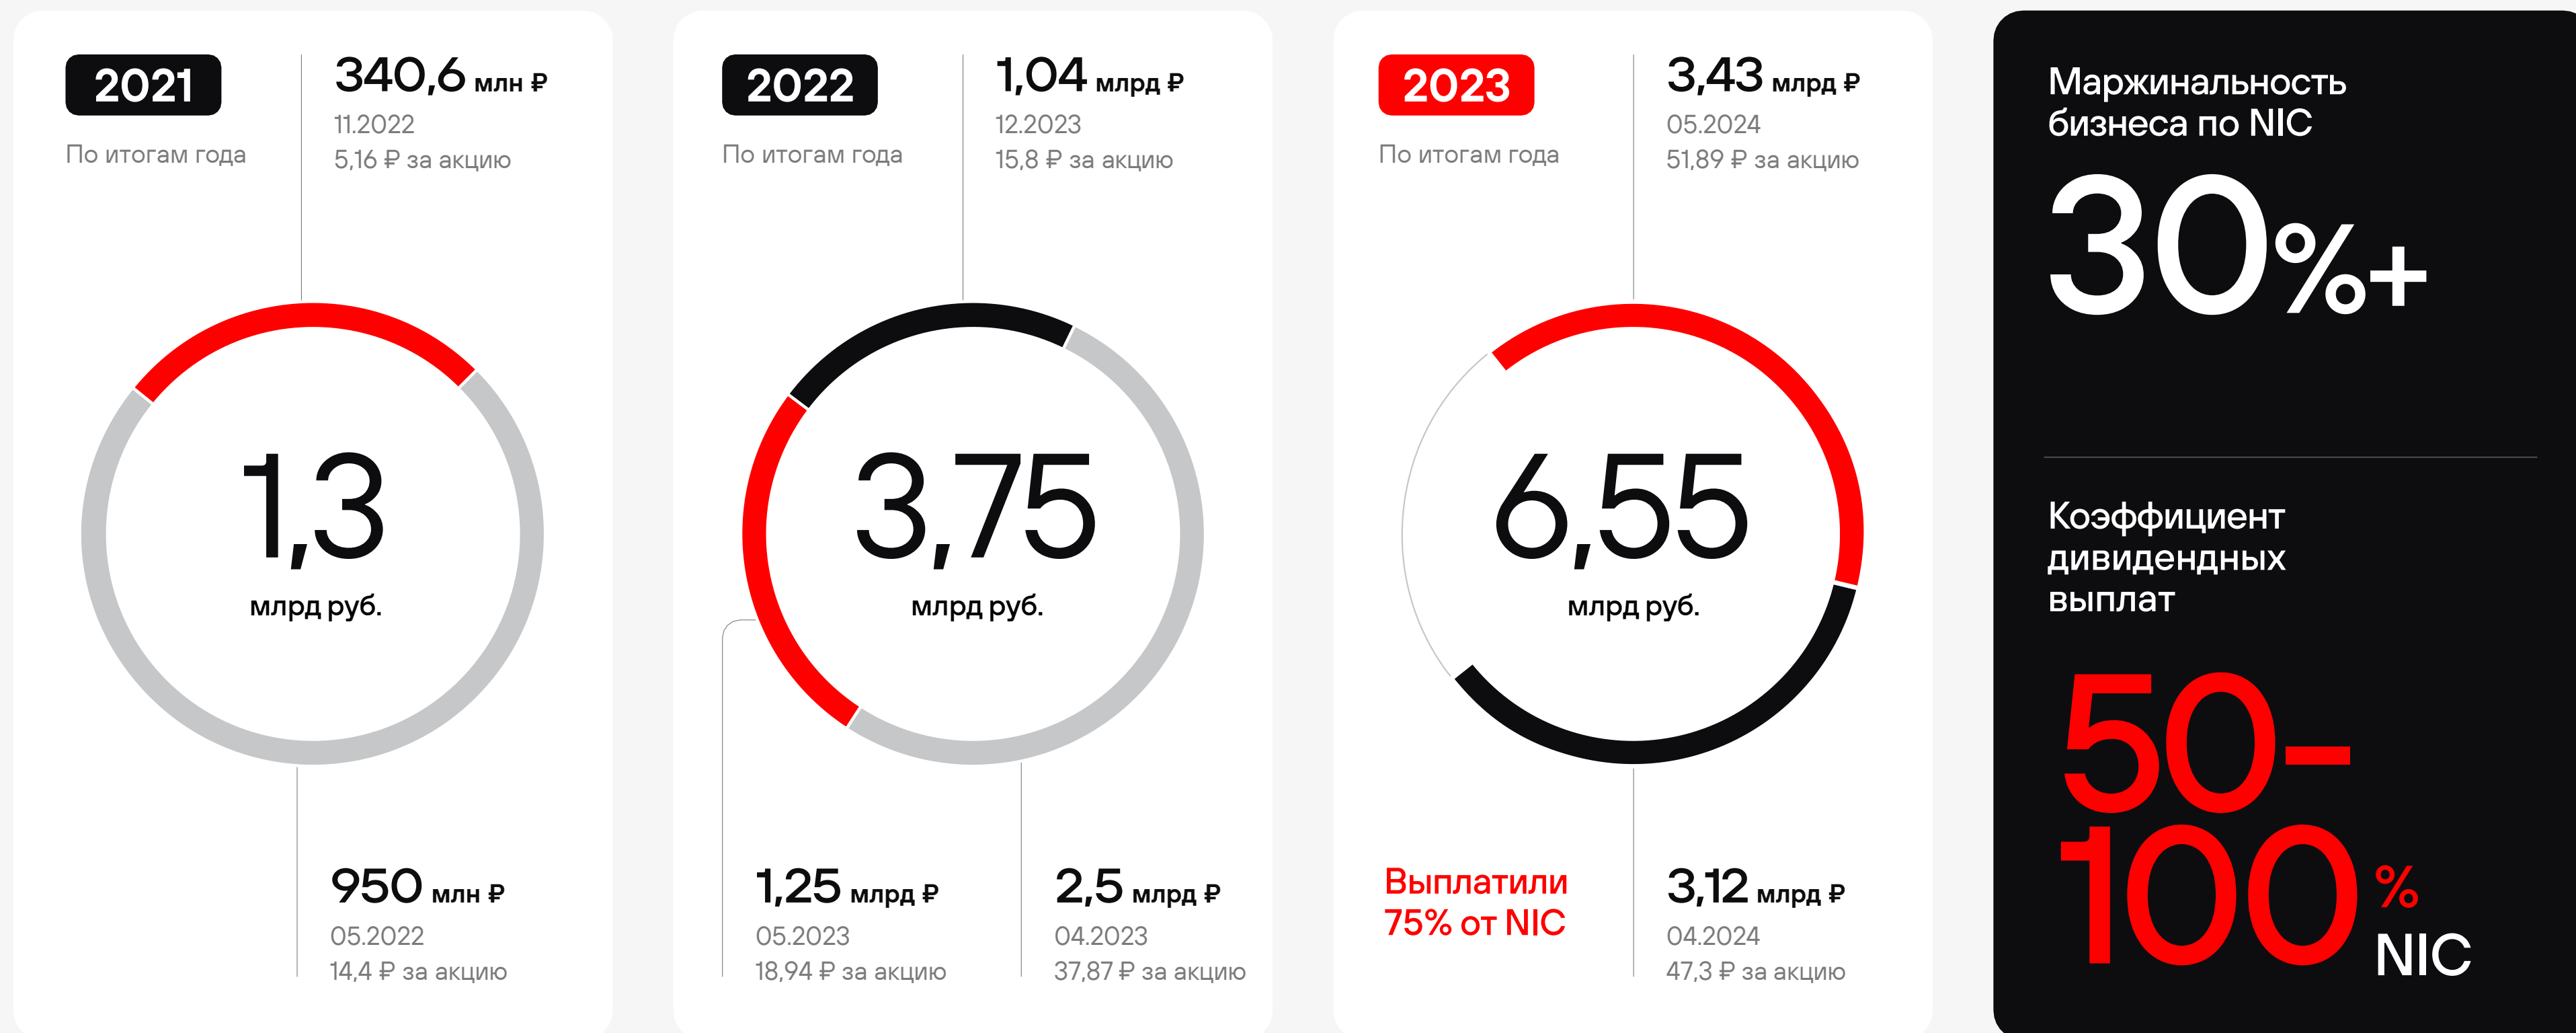 2021
По итогам года
340,6 млн ₽
11.2022
5,16 ₽ за акцию
1,3
млрд руб.
950 млн ₽
05.2022
14,4 ₽ за акцию
2022
По итогам года
1,04 млрд ₽
12.2023
15,8 ₽ за акцию
3,75
млрд руб.
1,25 млрд ₽
05.2023
18,94 ₽ за акцию
2,5 млрд ₽
04.2023
37,87 ₽ за акцию
2023
По итогам года
3,43 млрд ₽
05.2024
51,89 ₽ за акцию
6,55
млрд руб.
Выплатили
75% от NIC
3,12 млрд ₽
04.2024
47,3 ₽ за акцию
Маржинальность
бизнеса по NIC
30%+
Коэффициент
дивидендных
выплат
50-
100%
NIC